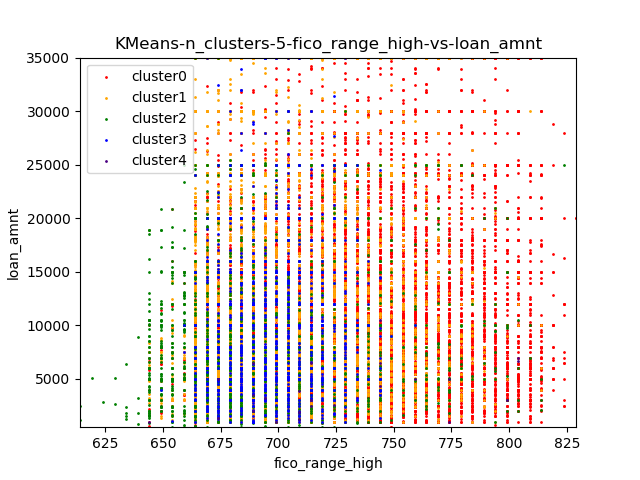 KMeans-n_clusters-5-fico_range_high-vs-loan_amnt
35000
30000
25000
20000
15000
10000
5000
loan_amnt
cluster0
cluster1
cluster2
cluster3
cluster4
625 650 675 700 725 750 775 800 825
fico_range_high